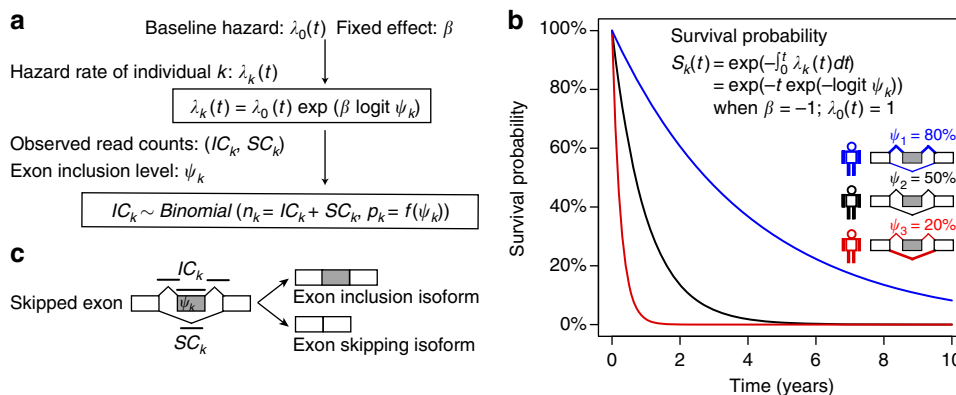 a
Baseline hazard: λ₀(t) Fixed effect: β
Hazard rate of individual k: λₖ(t)
λₖ(t) = λ₀(t) exp (β logit ψₖ)
Observed read counts: (ICₖ, SCₖ)
Exon inclusion level: ψₖ
ICₖ ~ Binomial (nₖ = ICₖ + SCₖ, pₖ = f(ψₖ))
c
Skipped exon
ICₖ
ψₖ
SCₖ
Exon inclusion isoform
Exon skipping isoform
b
Survival probability
100%
80%
60%
40%
20%
0%
0 2 4 6 8 10
Time (years)
Survival probability
Sₖ(t) = exp(−∫₀ᵗ λₖ(t)dt)
= exp(−t exp(−logit ψₖ))
when β = −1; λ₀(t) = 1
ψ₁ = 80%
ψ₂ = 50%
ψ₃ = 20%